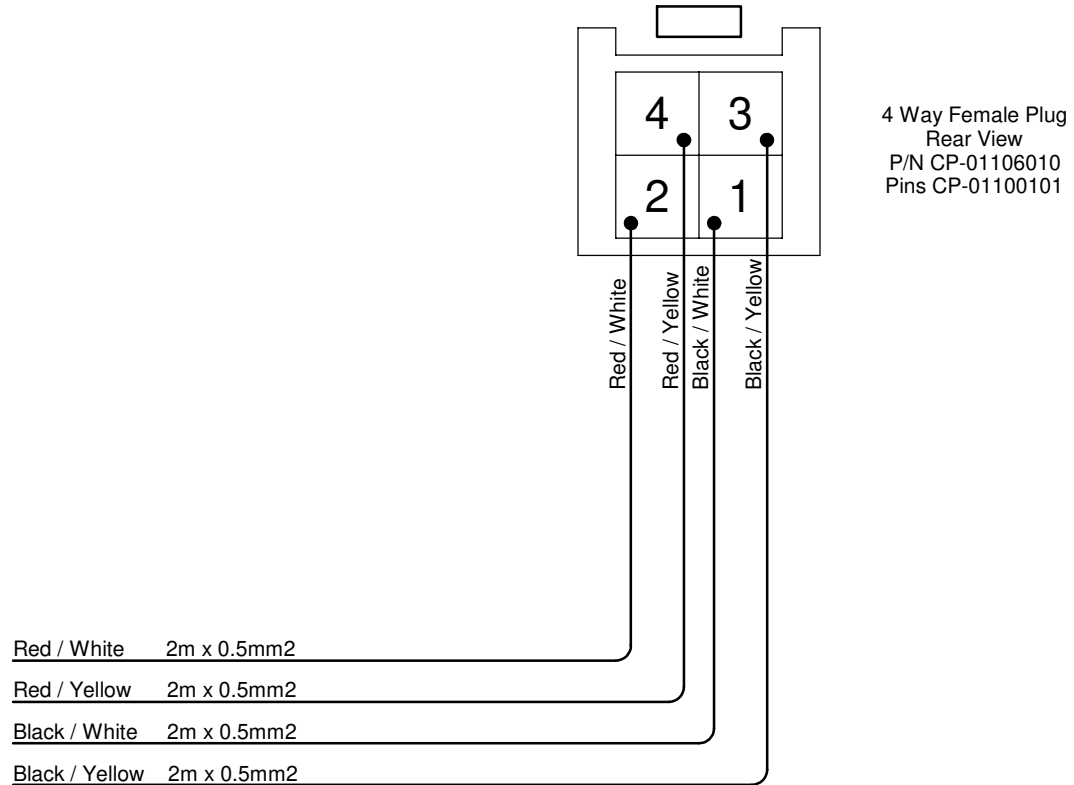 4 3
2 1
4 Way Female Plug
Rear View
P/N CP-01106010
Pins CP-01100101
Red / White
Red / Yellow
Black / White
Black / Yellow
Red / White 2m x 0.5mm2
Red / Yellow 2m x 0.5mm2
Black / White 2m x 0.5mm2
Black / Yellow 2m x 0.5mm2